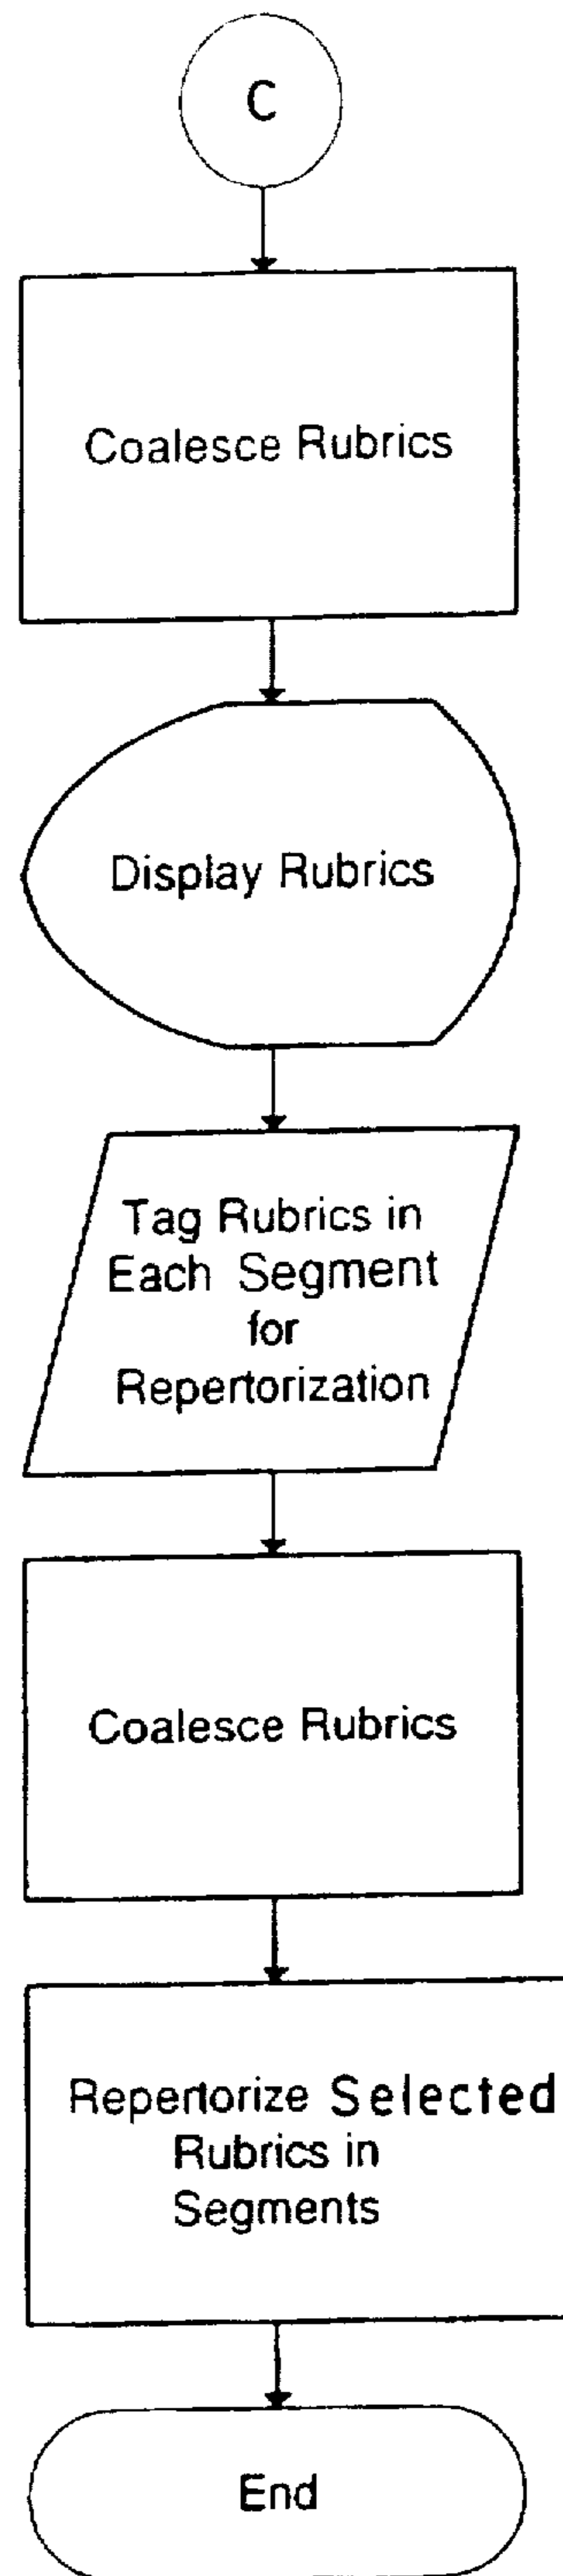 C
Coalesce Rubrics
Display Rubrics
Tag Rubrics in
Each Segment
for
Repertorization
Coalesce Rubrics
Repertorize Selected
Rubrics in
Segments
End